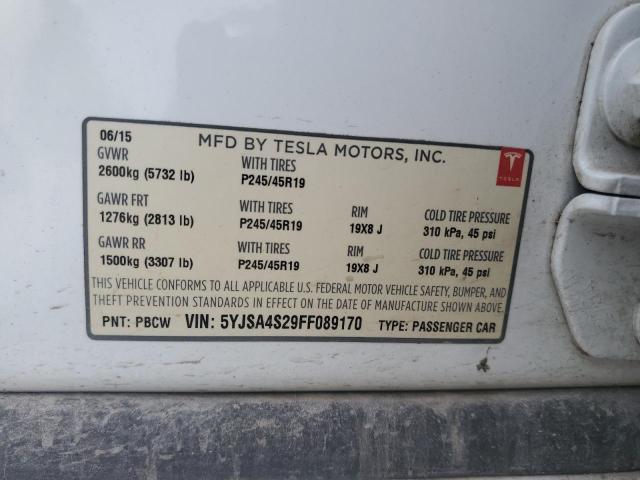 06/15
MFD BY TESLA MOTORS, INC.
GVWR WITH TIRES
2600kg (5732 lb) P245/45R19
TESLA
GAWR FRT WITH TIRES RIM COLD TIRE PRESSURE
1276kg (2813 lb) P245/45R19 19X8 J 310 kPa, 45 psi
GAWR RR WITH TIRES RIM COLD TIRE PRESSURE
1500kg (3307 lb) P245/45R19 19X8 J 310 kPa, 45 psi
THIS VEHICLE CONFORMS TO ALL APPLICABLE U.S. FEDERAL MOTOR VEHICLE SAFETY, BUMPER, AND
THEFT PREVENTION STANDARDS IN EFFECT ON THE DATE OF MANUFACTURE SHOWN ABOVE.
PNT: PBCW VIN: 5YJSA4S29FF089170 TYPE: PASSENGER CAR